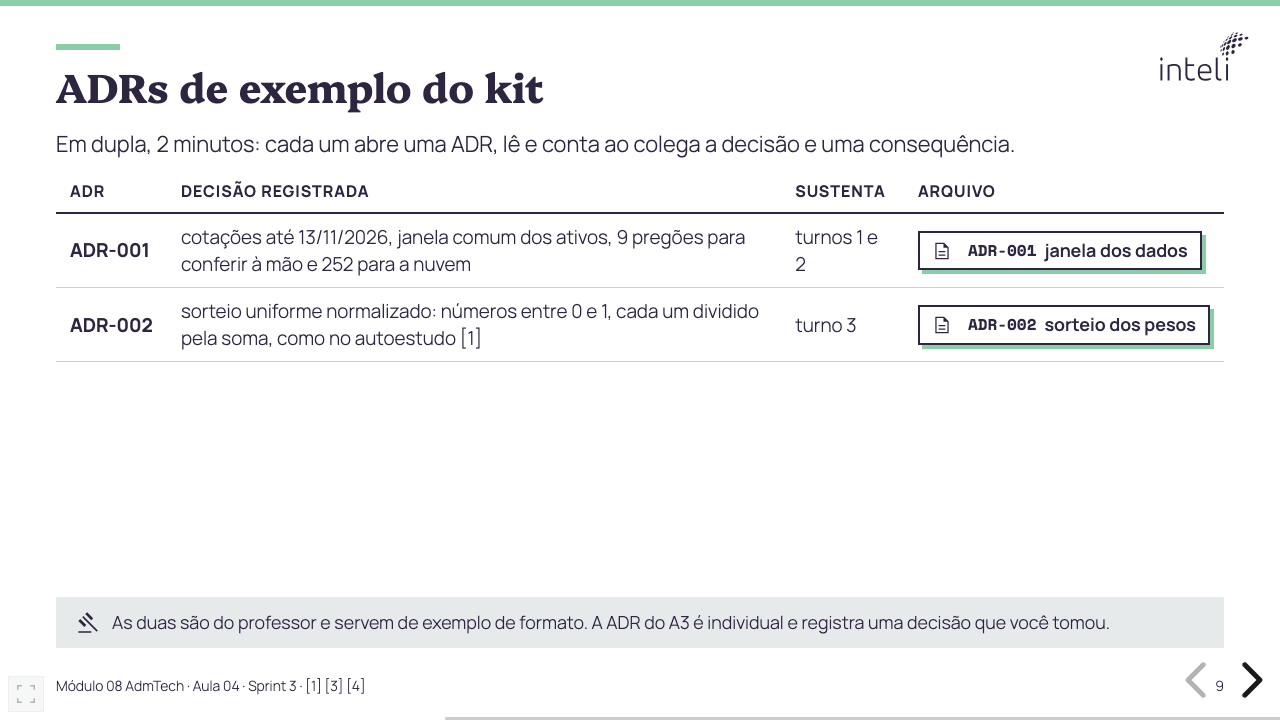 inteli
ADRs de exemplo do kit
Em dupla, 2 minutos: cada um abre uma ADR, lê e conta ao colega a decisão e uma consequência.
ADR DECISÃO REGISTRADA SUSTENTA ARQUIVO
ADR-001
cotações até 13/11/2026, janela comum dos ativos, 9 pregões para
conferir à mão e 252 para a nuvem
turnos 1 e
2
ADR-001 janela dos dados
ADR-002
sorteio uniforme normalizado: números entre 0 e 1, cada um dividido
pela soma, como no autoestudo [1]
turno 3
ADR-002 sorteio dos pesos
As duas são do professor e servem de exemplo de formato. A ADR do A3 é individual e registra uma decisão que você tomou.
Módulo 08 AdmTech · Aula 04 · Sprint 3 · [1] [3] [4]
9